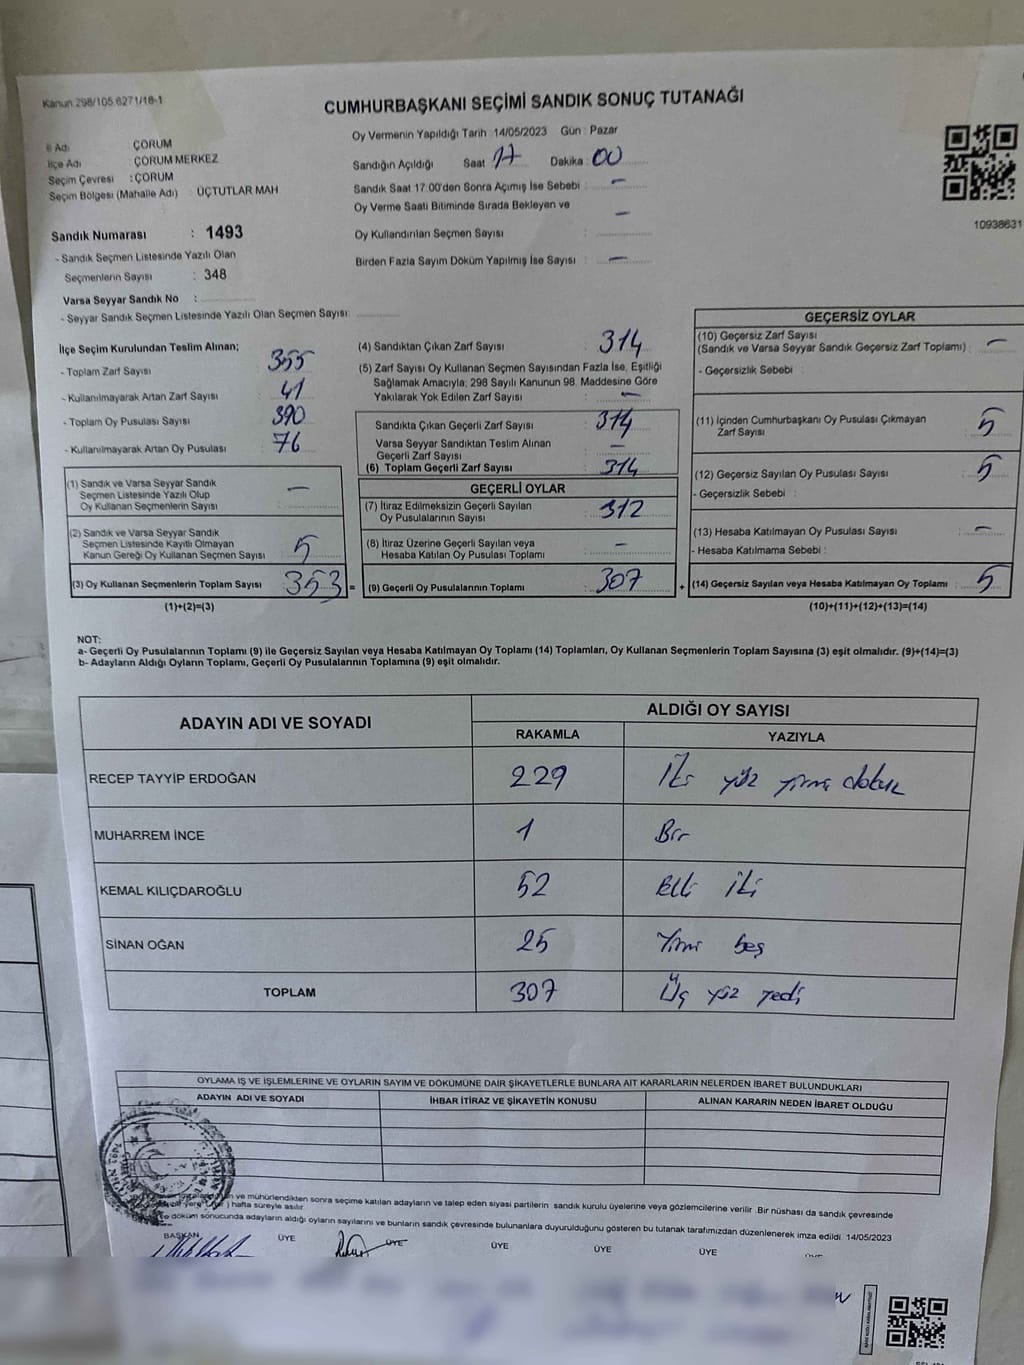 Kanun 298/105.6271/18-1
CUMHURBAŞKANI SEÇİMİ SANDIK SONUÇ TUTANAĞI
İl Adı : ÇORUM
İlçe Adı : ÇORUM MERKEZ
Seçim Çevresi : ÇORUM
Seçim Bölgesi (Mahalle Adı) : ÜÇTUTLAR MAH
Sandık Numarası : 1493
- Sandık Seçmen Listesinde Yazılı Olan
Seçmenlerin Sayısı : 348
Varsa Seyyar Sandık No :
- Seyyar Sandık Seçmen Listesinde Yazılı Olan Seçmen Sayısı:
Oy Vermenin Yapıldığı Tarih : 14/05/2023 Gün : Pazar
Sandığın Açıldığı Saat 17 Dakika : 00
Sandık Saat 17:00'den Sonra Açımış İse Sebebi : -
Oy Verme Saati Bitiminde Sırada Bekleyen ve -
Oy Kullandırılan Seçmen Sayısı :
Birden Fazla Sayım Döküm Yapılmış İse Sayısı : -
10938631
İlçe Seçim Kurulundan Teslim Alınan;
- Toplam Zarf Sayısı : 355
- Kullanılmayarak Artan Zarf Sayısı : 41
- Toplam Oy Pusulası Sayısı : 390
- Kullanılmayarak Artan Oy Pusulası : 76
(1) Sandık ve Varsa Seyyar Sandık
Seçmen Listesinde Yazılı Olup
Oy Kullanan Seçmenlerin Sayısı : -
(2) Sandık ve Varsa Seyyar Sandık
Seçmen Listesinde Kayıtlı Olmayan
Kanun Gereği Oy Kullanan Seçmen Sayısı : 5
(3) Oy Kullanan Seçmenlerin Toplam Sayısı : 353 =
(1)+(2)=(3)
(4) Sandıktan Çıkan Zarf Sayısı : 314
(5) Zarf Sayısı Oy Kullanan Seçmen Sayısından Fazla İse, Eşitliği
Sağlamak Amacıyla; 298 Sayılı Kanunun 98. Maddesine Göre
Yakılarak Yok Edilen Zarf Sayısı : -
Sandıkta Çıkan Geçerli Zarf Sayısı : 314
Varsa Seyyar Sandıktan Teslim Alınan
Geçerli Zarf Sayısı : -
(6) Toplam Geçerli Zarf Sayısı : 314
GEÇERLİ OYLAR
(7) İtiraz Edilmeksizin Geçerli Sayılan
Oy Pusulalarının Sayısı : 312
(8) İtiraz Üzerine Geçerli Sayılan veya
Hesaba Katılan Oy Pusulası Toplamı : -
(9) Geçerli Oy Pusulalarının Toplamı : 307 +
GEÇERSİZ OYLAR
(10) Geçersiz Zarf Sayısı
(Sandık ve Varsa Seyyar Sandık Geçersiz Zarf Toplamı) : -
- Geçersizlik Sebebi :
(11) İçinden Cumhurbaşkanı Oy Pusulası Çıkmayan
Zarf Sayısı : 5
(12) Geçersiz Sayılan Oy Pusulası Sayısı : 5
- Geçersizlik Sebebi :
(13) Hesaba Katılmayan Oy Pusulası Sayısı : -
- Hesaba Katılmama Sebebi :
(14) Geçersiz Sayılan veya Hesaba Katılmayan Oy Toplamı : 5
(10)+(11)+(12)+(13)=(14)
NOT:
a- Geçerli Oy Pusulalarının Toplamı (9) ile Geçersiz Sayılan veya Hesaba Katılmayan Oy Toplamı (14) Toplamları, Oy Kullanan Seçmenlerin Toplam Sayısına (3) eşit olmalıdır. (9)+(14)=(3)
b- Adayların Aldığı Oyların Toplamı, Geçerli Oy Pusulalarının Toplamına (9) eşit olmalıdır.
ADAYIN ADI VE SOYADI ALDIĞI OY SAYISI
RAKAMLA YAZIYLA
RECEP TAYYİP ERDOĞAN 229 İki yüz yirmi dokuz
MUHARREM İNCE 1 Bir
KEMAL KILIÇDAROĞLU 52 Elli iki
SİNAN OĞAN 25 Yirmi beş
TOPLAM 307 Üç yüz yedi
OYLAMA İŞ VE İŞLEMLERİNE VE OYLARIN SAYIM VE DÖKÜMÜNE DAİR ŞİKAYETLERLE BUNLARA AİT KARARLARIN NELERDEN İBARET BULUNDUKLARI
ADAYIN ADI VE SOYADI İHBAR İTİRAZ VE ŞİKAYETİN KONUSU ALINAN KARARIN NEDEN İBARET OLDUĞU
ve mühürlendikten sonra seçime katılan adayların ve talep eden siyasi partilerin sandık kurulu üyelerine veya gözlemcilerine verilir. Bir nüshası da sandık çevresinde
hafta süreyle asılır.
ve döküm sonucunda adayların aldığı oyların sayılarını ve bunların sandık çevresinde bulunanlara duyurulduğunu gösteren bu tutanak tarafımızdan düzenlenerek imza edildi. 14/05/2023
BAŞKAN ÜYE ÜYE ÜYE ÜYE ÜYE